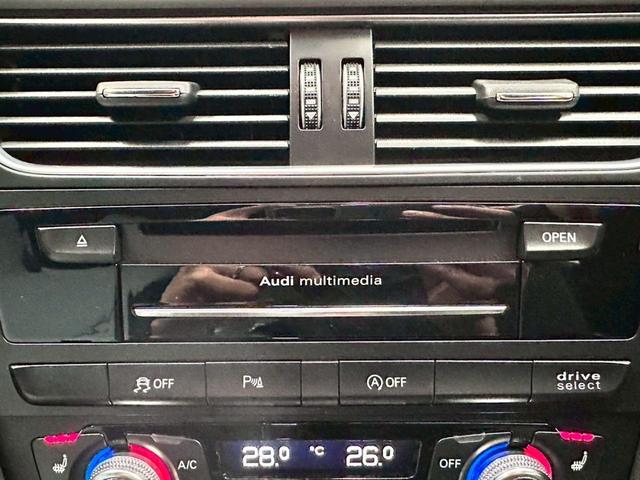 OPEN
Audi multimedia
OFF
P
A OFF
drive
select
A/C
28.0 °C 26.0
OFF